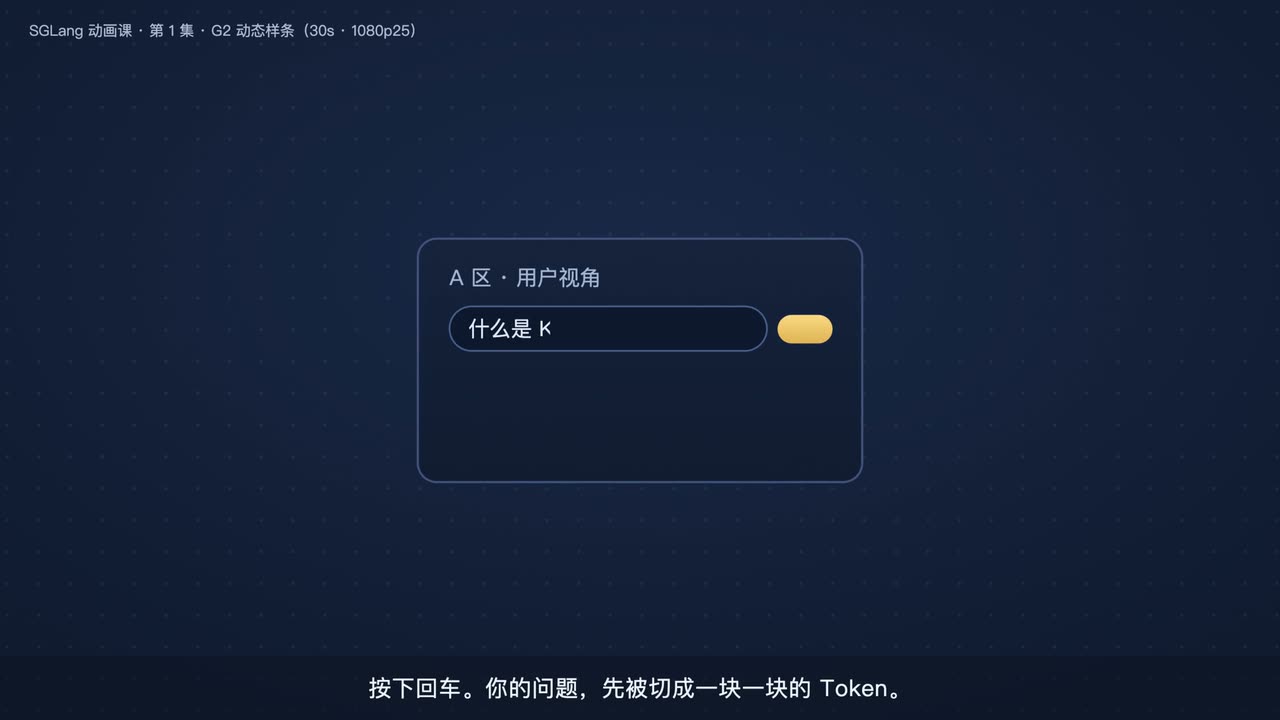 SGLang 动画课 · 第 1 集 · G2 动态样条（30s · 1080p25）
A 区 · 用户视角
什么是 K
按下回车。你的问题，先被切成一块一块的 Token。